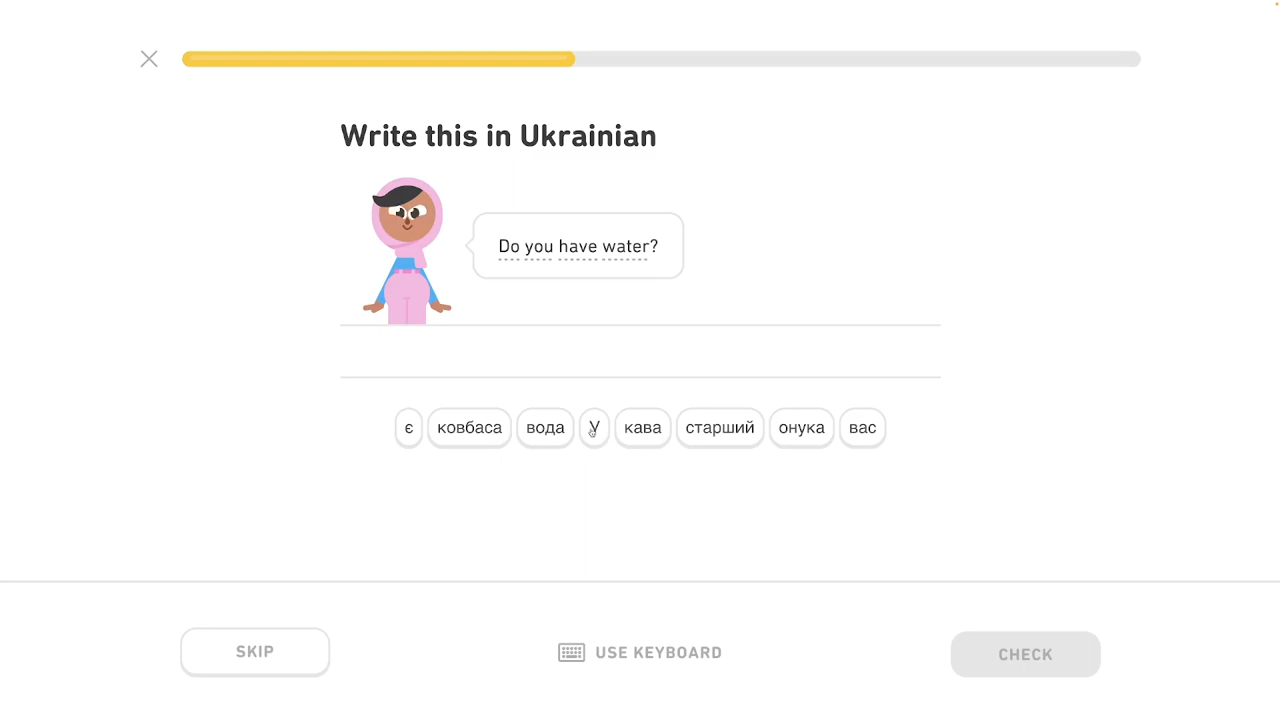 Write this in Ukrainian
Do you have water?
є ковбаса вода У кава старший онука вас
SKIP USE KEYBOARD CHECK